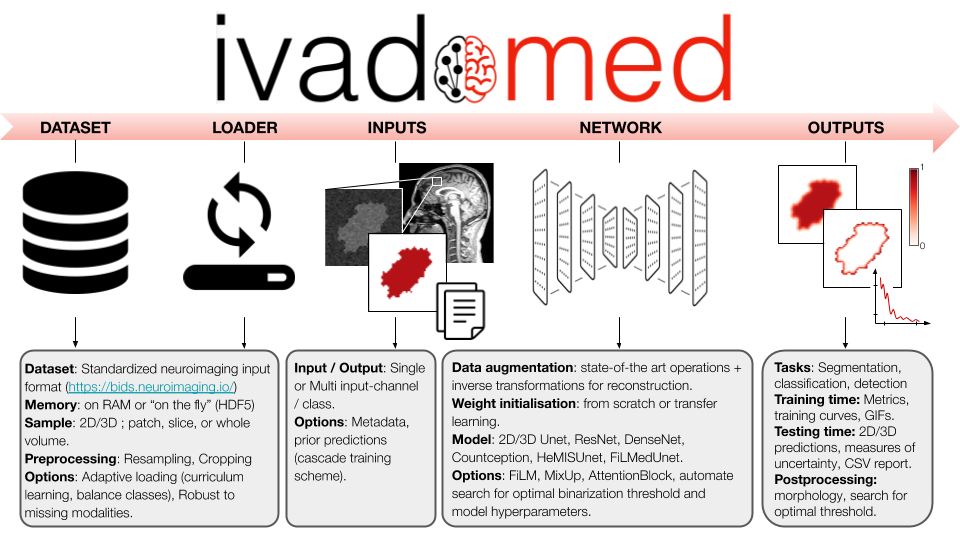 ivadomed
DATASET
LOADER
INPUTS
NETWORK
OUTPUTS
1
0
Dataset: Standardized neuroimaging input
format (https://bids.neuroimaging.io/)
Memory: on RAM or “on the fly” (HDF5)
Sample: 2D/3D ; patch, slice, or whole
volume.
Preprocessing: Resampling, Cropping
Options: Adaptive loading (curriculum
learning, balance classes), Robust to
missing modalities.
Input / Output: Single
or Multi input-channel
/ class.
Options: Metadata,
prior predictions
(cascade training
scheme).
Data augmentation: state-of-the art operations +
inverse transformations for reconstruction.
Weight initialisation: from scratch or transfer
learning.
Model: 2D/3D Unet, ResNet, DenseNet,
Countception, HeMISUnet, FiLMedUnet.
Options: FiLM, MixUp, AttentionBlock, automate
search for optimal binarization threshold and
model hyperparameters.
Tasks: Segmentation,
classification, detection
Training time: Metrics,
training curves, GIFs.
Testing time: 2D/3D
predictions, measures of
uncertainty, CSV report.
Postprocessing:
morphology, search for
optimal threshold.